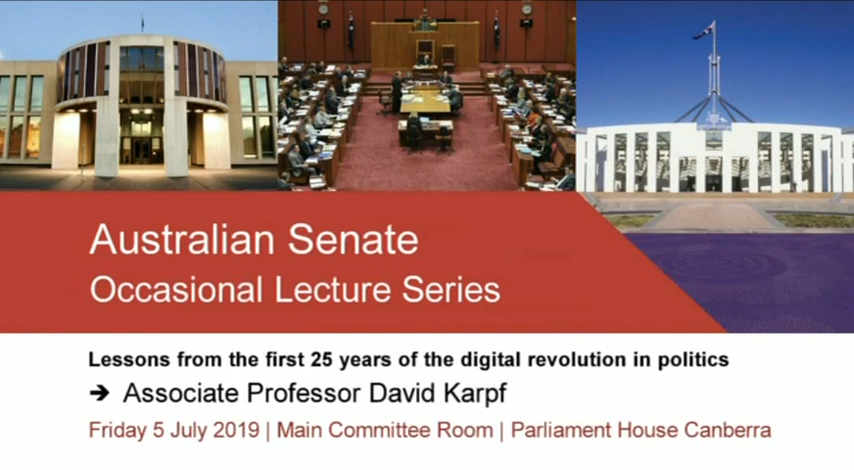 Australian Senate
Occasional Lecture Series
Lessons from the first 25 years of the digital revolution in politics
➔ Associate Professor David Karpf
Friday 5 July 2019 | Main Committee Room | Parliament House Canberra